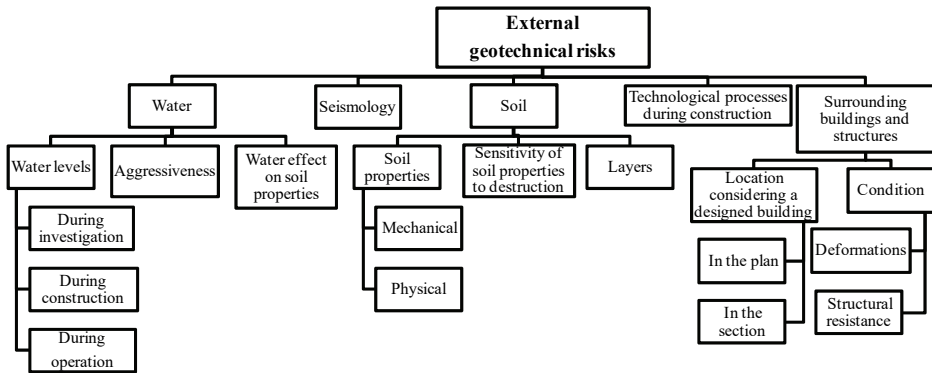 External
geotechnical risks
Water
Seismology
Soil
Technological processes
during construction
Surrounding
buildings and
structures
Water levels
Aggressiveness
Water effect
on soil
properties
Soil
properties
Sensitivity of
soil properties
to destruction
Layers
Location
considering a
designed building
Condition
During
investigation
During
construction
During
operation
Mechanical
Physical
In the plan
In the
section
Deformations
Structural
resistance